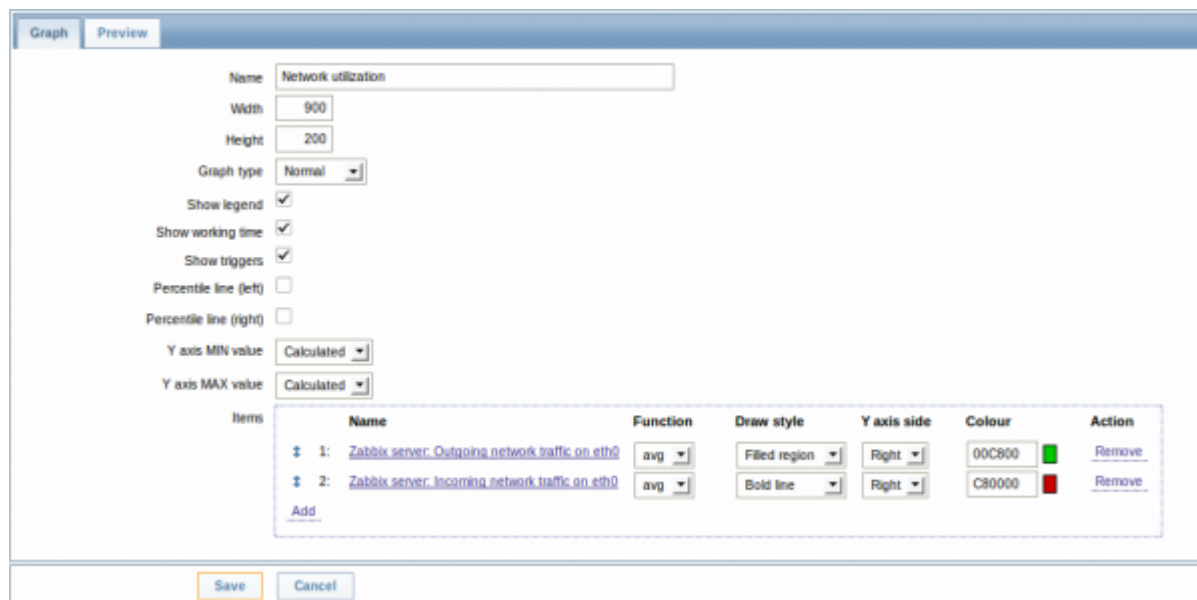 Graph Preview
Name Network utilization
Width 900
Height 200
Graph type Normal
Show legend
Show working time
Show triggers
Percentile line (left)
Percentile line (right)
Y axis MIN value Calculated
Y axis MAX value Calculated
Items Name Function Draw style Y axis side Colour Action
1: Zabbix server: Outgoing network traffic on eth0 avg Filled region Right 00C800 Remove
2: Zabbix server: Incoming network traffic on eth0 avg Bold line Right C80000 Remove
Add
Save Cancel